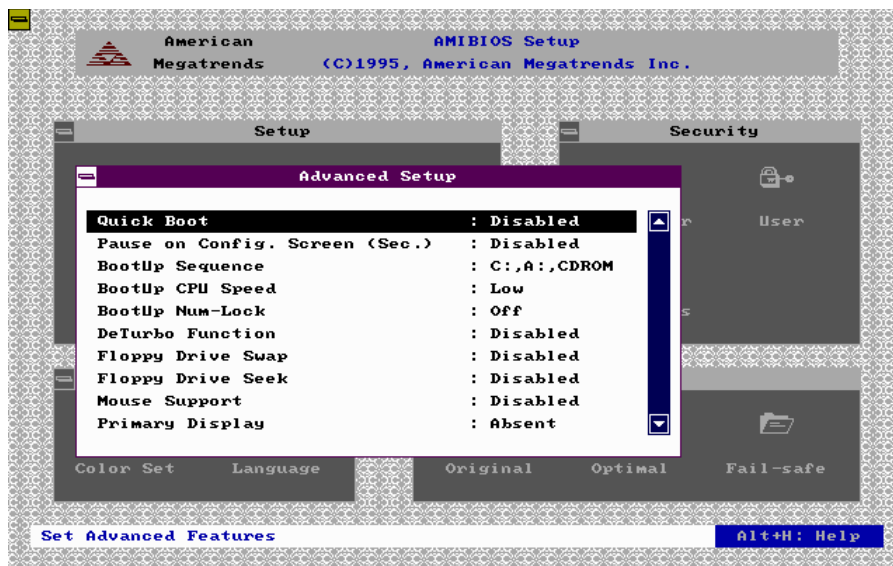 American AMIBIOS Setup
Megatrends (C)1995, American Megatrends Inc.
Setup
Security
Advanced Setup
Quick Boot : Disabled
Pause on Config. Screen (Sec.) : Disabled
BootUp Sequence : C:,A:,CDROM
BootUp CPU Speed : Low
BootUp Num-Lock : Off
DeTurbo Function : Disabled
Floppy Drive Swap : Disabled
Floppy Drive Seek : Disabled
Mouse Support : Disabled
Primary Display : Absent
User
Color Set Language Original Optimal Fail-safe
Set Advanced Features Alt+H: Help